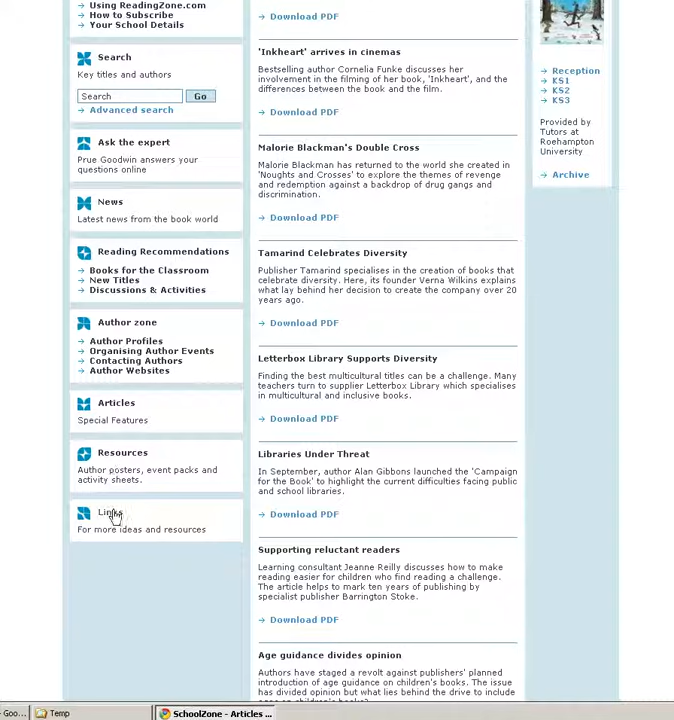 Using ReadingZone.com
How to Subscribe
Your School Details
Search
Key titles and authors
Search
Go
Advanced search
Ask the expert
Prue Goodwin answers your
questions online
News
Latest news from the book world
Reading Recommendations
Books for the Classroom
New Titles
Discussions & Activities
Author zone
Author Profiles
Organising Author Events
Contacting Authors
Author Websites
Articles
Special Features
Resources
Author posters, event packs and
activity sheets.
Links
For more ideas and resources
Download PDF
'Inkheart' arrives in cinemas
Bestselling author Cornelia Funke discusses her
involvement in the filming of her book, 'Inkheart', and the
differences between the book and the film.
Download PDF
Malorie Blackman's Double Cross
Malorie Blackman has returned to the world she created in
'Noughts and Crosses' to explore the themes of revenge
and redemption against a backdrop of drug gangs and
discrimination.
Download PDF
Tamarind Celebrates Diversity
Publisher Tamarind specialises in the creation of books that
celebrate diversity. Here, its founder Verna Wilkins explains
what lay behind her decision to create the company over 20
years ago.
Download PDF
Letterbox Library Supports Diversity
Finding the best multicultural titles can be a challenge. Many
teachers turn to supplier Letterbox Library which specialises
in multicultural and inclusive books.
Download PDF
Libraries Under Threat
In September, author Alan Gibbons launched the 'Campaign
for the Book' to highlight the current difficulties facing public
and school libraries.
Download PDF
Supporting reluctant readers
Learning consultant Jeanne Reilly discusses how to make
reading easier for children who find reading a challenge.
The article helps to mark ten years of publishing by
specialist publisher Barrington Stoke.
Download PDF
Age guidance divides opinion
Authors have staged a revolt against publishers' planned
introduction of age guidance on children's books. The issue
has divided opinion but what lies behind the drive to include
Reception
KS1
KS2
KS3
Provided by
Tutors at
Roehampton
University
Archive
Goo...
Temp
SchoolZone - Articles ...